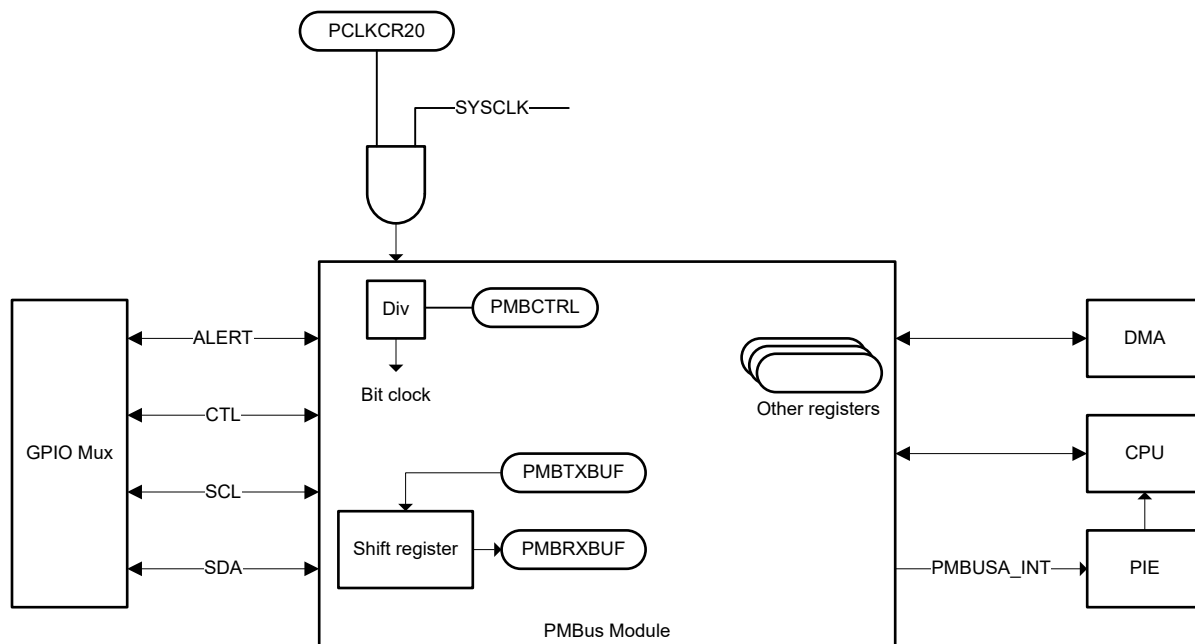 PCLKCR20
SYSCLK
Div
PMBCTRL
Bit clock
Other registers
GPIO Mux
ALERT
CTL
SCL
SDA
PMBTXBUF
Shift register
PMBRXBUF
PMBus Module
DMA
CPU
PMBUSA_INT
PIE